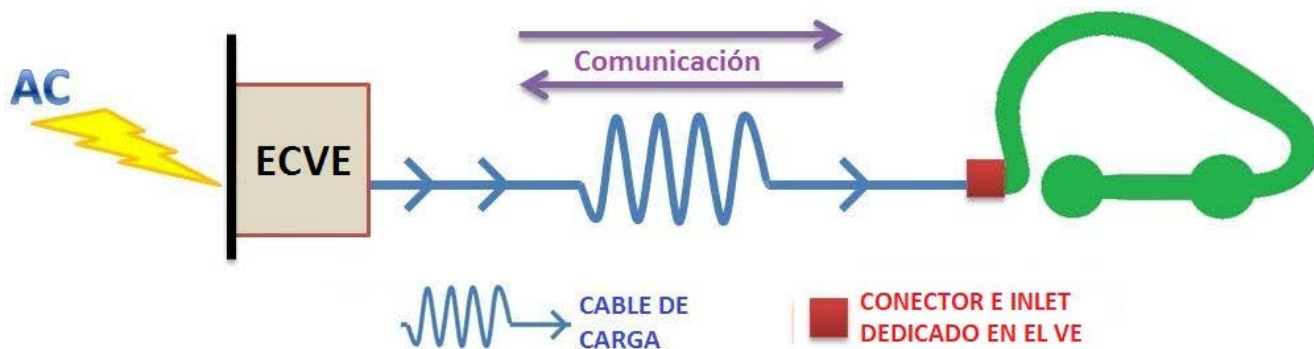 Comunicación
AC
ECVE
CABLE DE
CARGA
CONECTOR E INLET
DEDICADO EN EL VE